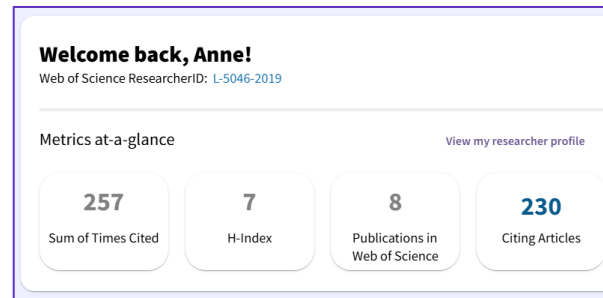 Welcome back, Anne!
Web of Science ResearcherID: L-5046-2019
Metrics at-a-glance
View my researcher profile
257
Sum of Times Cited
7
H-Index
8
Publications in
Web of Science
230
Citing Articles